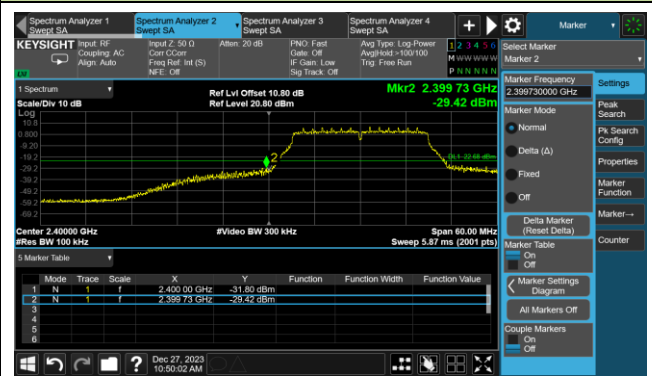 Spectrum Analyzer 1
Swept SA
Spectrum Analyzer 2
Swept SA
Spectrum Analyzer 3
Swept SA
Spectrum Analyzer 4
Swept SA
Marker
KEYSIGHT
Input: RF
Coupling: AC
Align: Auto
Input Z: 50 Ω
Corr CCorr
Freq Ref: Int (S)
NFE: Off
Atten: 20 dB
PNO: Fast
Gate: Off
IF Gain: Low
Sig Track: Off
Avg Type: Log-Power
Avg|Hold:>100/100
Trig: Free Run
1 2 3 4 5 6
M W W W W W
P N N N N N
Select Marker
Marker 2
1 Spectrum
Scale/Div 10 dB
Log
Ref Lvl Offset 10.80 dB
Ref Level 20.80 dBm
Mkr2 2.399 73 GHz
-29.42 dBm
10.8
0.800
-9.20
-19.2
-29.2
-39.2
-49.2
-59.2
-69.2
2
DL1 -22.68 dBm
Center 2.40000 GHz
#Res BW 100 kHz
#Video BW 300 kHz
Span 60.00 MHz
Sweep 5.87 ms (2001 pts)
5 Marker Table
Mode Trace Scale X Y Function Function Width Function Value
1 N 1 f 2.400 00 GHz -31.80 dBm
2 N 1 f 2.399 73 GHz -29.42 dBm
3
4
5
6
Marker Frequency
2.399730000 GHz
Marker Mode
Normal
Delta (Δ)
Fixed
Off
Delta Marker
(Reset Delta)
Marker Table
On
Off
Marker Settings
Diagram
All Markers Off
Couple Markers
On
Off
Settings
Peak
Search
Pk Search
Config
Properties
Marker
Function
Marker→
Counter
Dec 27, 2023
10:50:02 AM